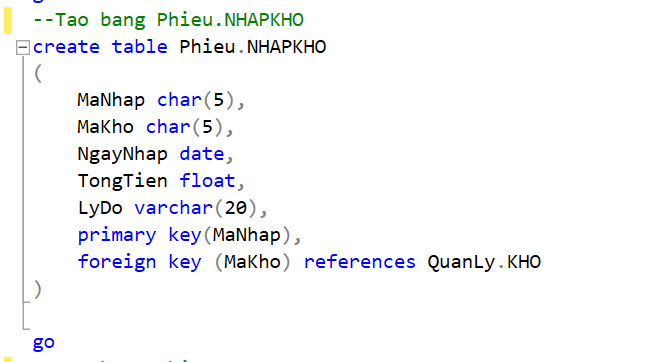 go
--Tao bang Phieu.NHAPKHO
create table Phieu.NHAPKHO
(
MaNhap char(5),
MaKho char(5),
NgayNhap date,
TongTien float,
LyDo varchar(20),
primary key(MaNhap),
foreign key (MaKho) references QuanLy.KHO
)
go